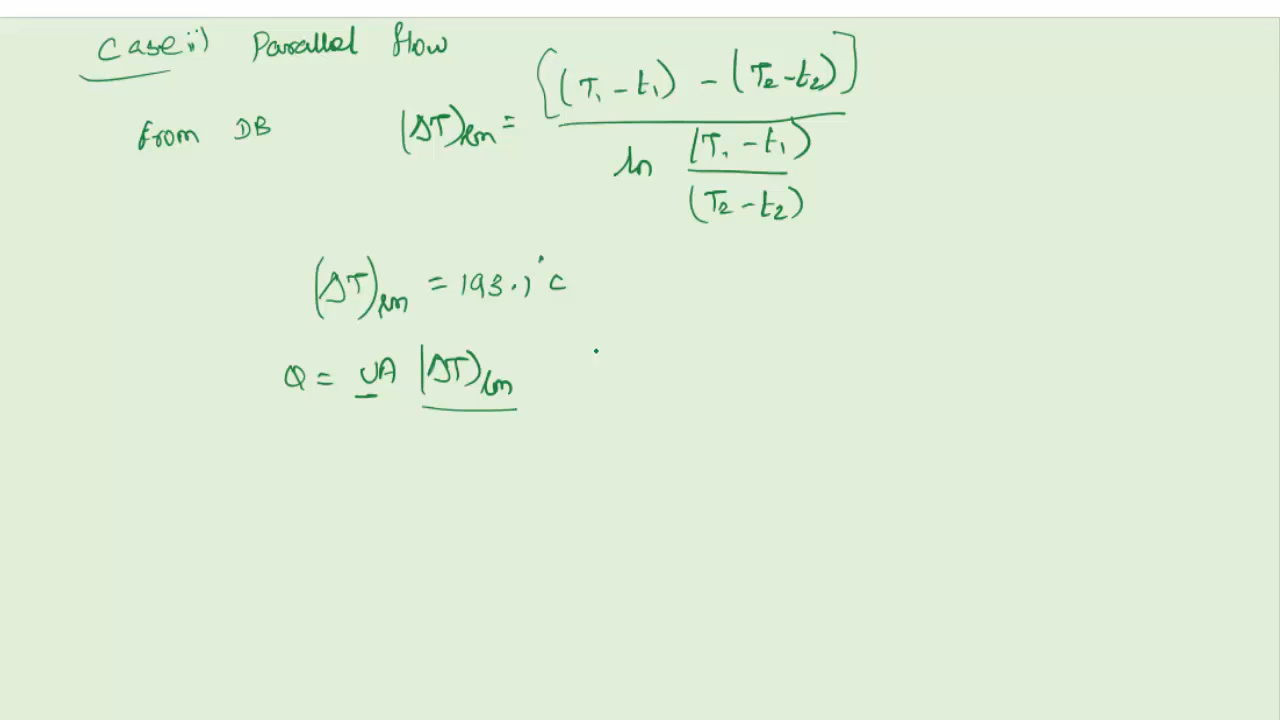 Case ii) Parallel flow
from DB (ΔT)lm = [(T1 - t1) - (T2 - t2)] / ln (T1 - t1) / (T2 - t2)
(ΔT)lm = 193.1°C
Q = UA (ΔT)lm